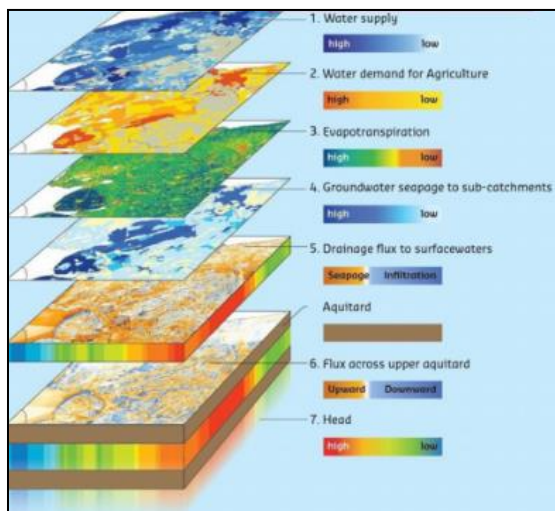 1. Water supply
high low
2. Water demand for Agriculture
high low
3. Evapotranspiration
high low
4. Groundwater seepage to sub-catchments
high low
5. Drainage flux to surfacewaters
Seepage Infiltration
Aquitard
6. Flux across upper aquitard
Upward Downward
7. Head
high low